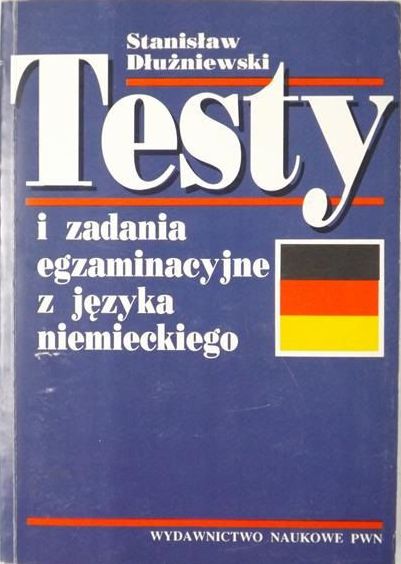 Stanisław
Dłużniewski
Testy
i zadania
egzaminacyjne
z języka
niemieckiego
WYDAWNICTWO NAUKOWE PWN